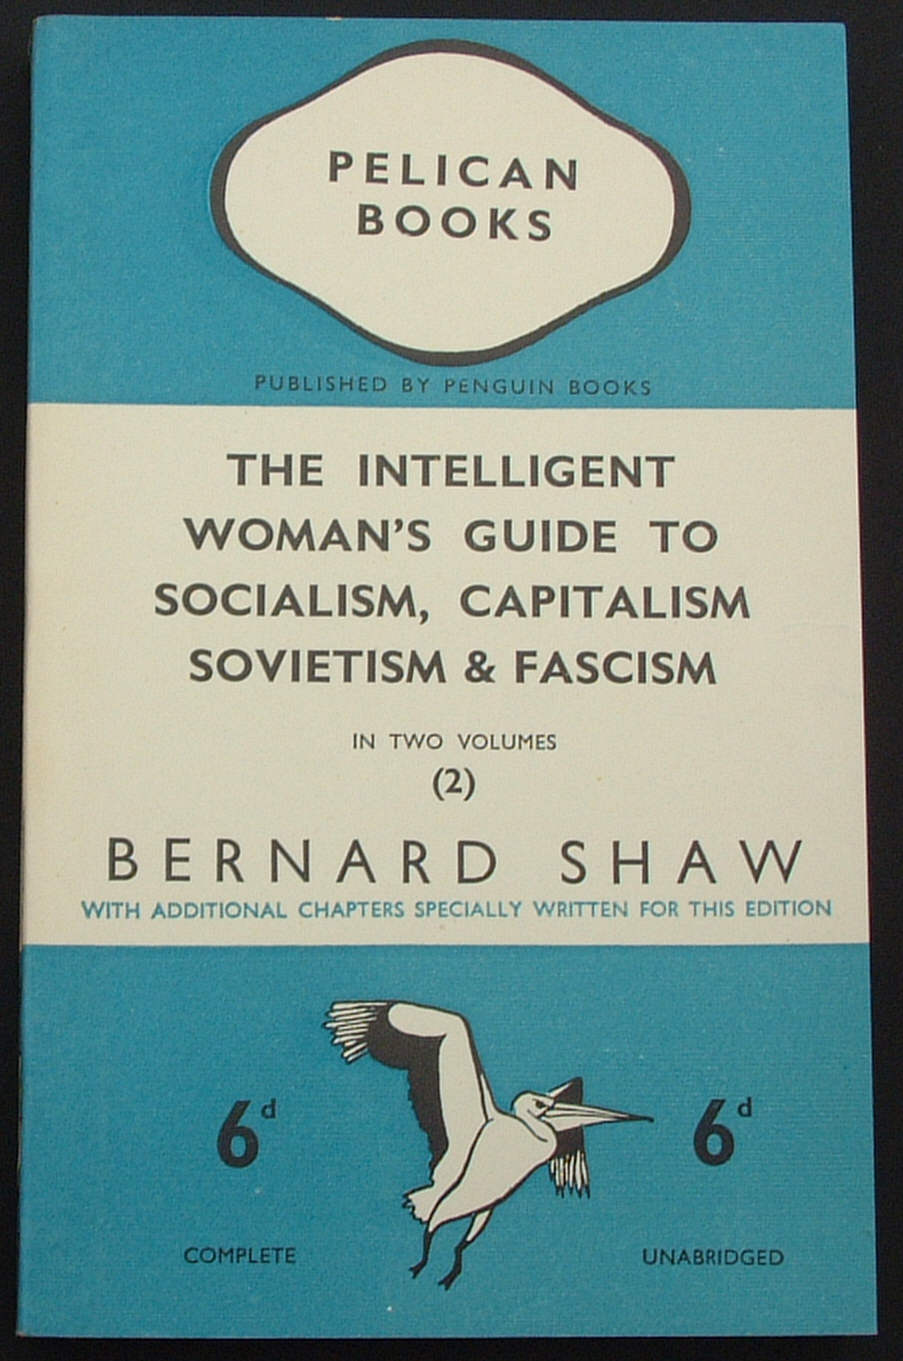 PELICAN
BOOKS
PUBLISHED BY PENGUIN BOOKS
THE INTELLIGENT
WOMAN'S GUIDE TO
SOCIALISM, CAPITALISM
SOVIETISM & FASCISM
IN TWO VOLUMES
(2)
BERNARD SHAW
WITH ADDITIONAL CHAPTERS SPECIALLY WRITTEN FOR THIS EDITION
6d 6d
COMPLETE UNABRIDGED